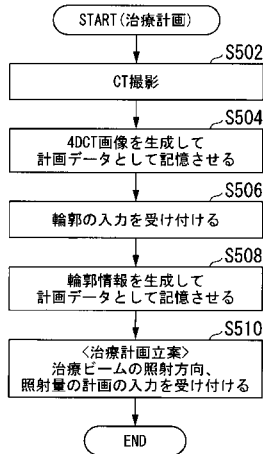 START(治療計画)
S502
CT撮影
S504
4DCT画像を生成して
計画データとして記憶させる
S506
輪郭の入力を受け付ける
S508
輪郭情報を生成して
計画データとして記憶させる
S510
<治療計画立案>
治療ビームの照射方向、
照射量の計画の入力を受け付ける
END